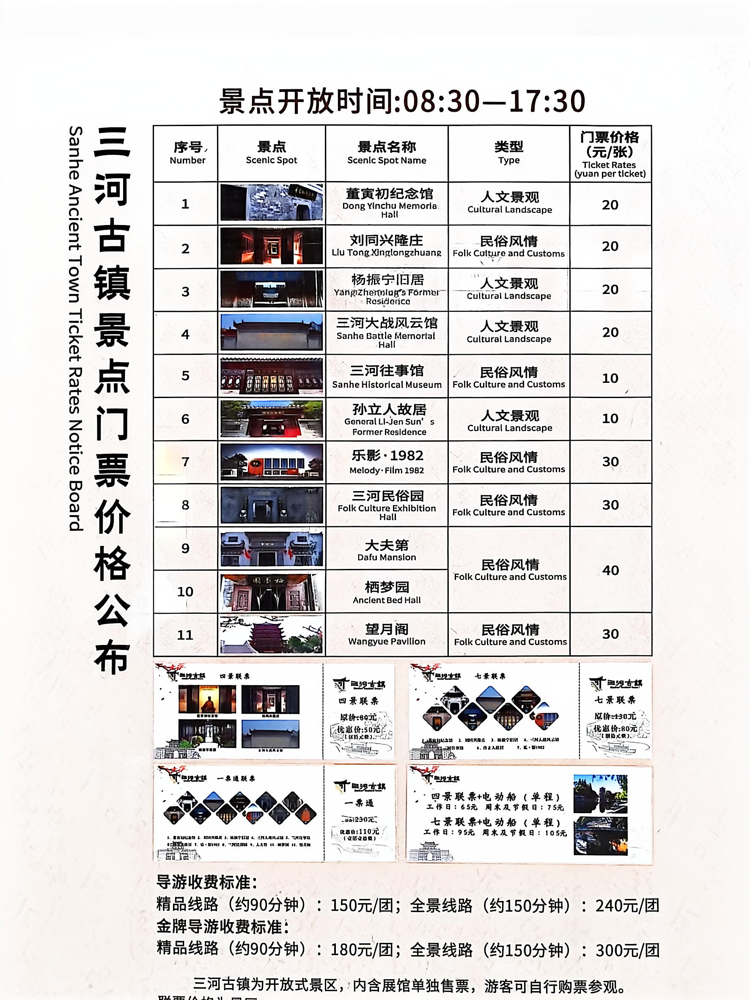 景点开放时间:08:30—17:30
三河古镇景点门票价格公布
Sanhe Ancient Town Ticket Rates Notice Board
序号 景点 景点名称 类型 门票价格
(元/张)
Number Scenic Spot Scenic Spot Name Type Ticket Rates
(yuan per ticket)
1 董寅初纪念馆 人文景观 20
Dong Yinchu Memoria Cultural Landscape
Hall
2 刘同兴隆庄 民俗风情 20
Liu Tong Xinglongzhuang Folk Culture and Customs
3 杨振宁旧居 人文景观 20
Former Cultural Landscape
Residence
4 三河大战风云馆 人文景观 20
Sanhe Battle Memorial Cultural Landscape
Hall
5 三河往事馆 民俗风情 10
Sanhe Historical Museum Folk Culture and Customs
6 孙立人故居 人文景观 10
General Li-Jen Sun's Cultural Landscape
Former Residence
7 乐影·1982 民俗风情 30
Melody·Film 1982 Folk Culture and Customs
8 三河民俗园 民俗风情 30
Folk Culture Exhibition Folk Culture and Customs
Hall
9 大夫第 民俗风情 40
Dafu Mansion Folk Culture and Customs
10 栖梦园
Ancient Bed Hall
11 望月阁 民俗风情 30
Wangyue Pavilion Folk Culture and Customs
三河古镇 四景联票
三河古镇
四景联票
原价:80元
优惠价:50元
(伍拾元整)
三河古镇 七景联票
三河古镇
七景联票
原价:130元
优惠价:80元
(捌拾元整)
三河古镇 一票通联票
三河古镇
一票通
230元
优惠价:110元
(壹佰壹拾整)
三河古镇
四景联票+电动船(单程)
工作日:65元 周末及节假日:75元
七景联票+电动船(单程)
工作日:95元 周末及节假日:105元
导游收费标准:
精品线路(约90分钟):150元/团;全景线路(约150分钟):240元/团
金牌导游收费标准:
精品线路(约90分钟):180元/团;全景线路(约150分钟):300元/团
三河古镇为开放式景区,内含展馆单独售票,游客可自行购票参观。